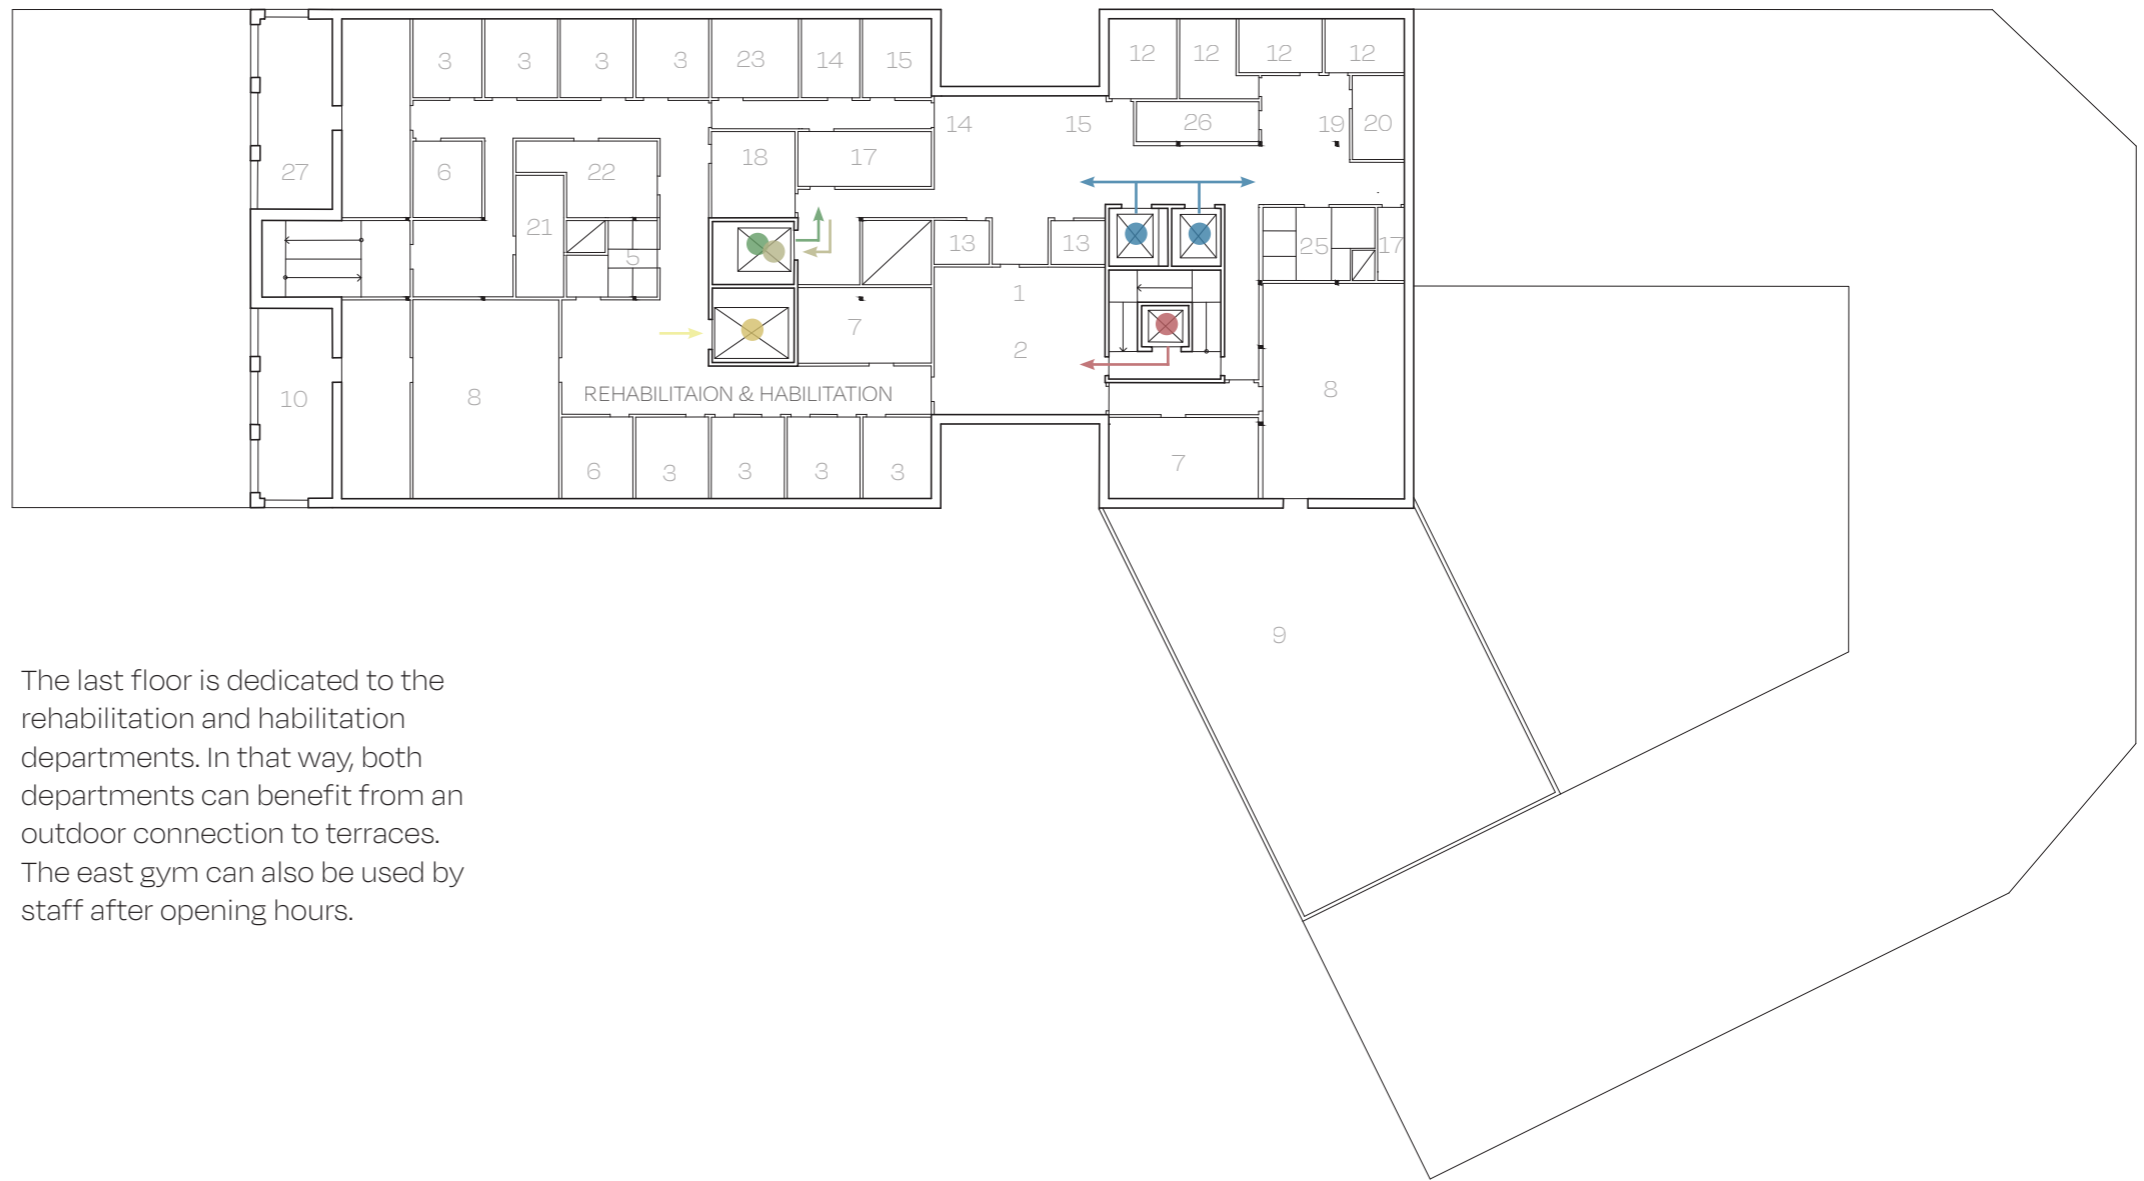 3 3 3 3 23 14 15 12 12 12 12
14 15 26 19 20
27 6 22 18 17
21 5 13 13 25 17
1
7
2
10 8 REHABILITAION & HABILITATION 8
6 3 3 3 3 7
9
The last floor is dedicated to the
rehabilitation and habilitation
departments. In that way, both
departments can benefit from an
outdoor connection to terraces.
The east gym can also be used by
staff after opening hours.